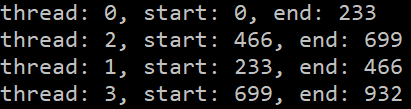 thread: 0, start: 0, end: 233
thread: 2, start: 466, end: 699
thread: 1, start: 233, end: 466
thread: 3, start: 699, end: 932